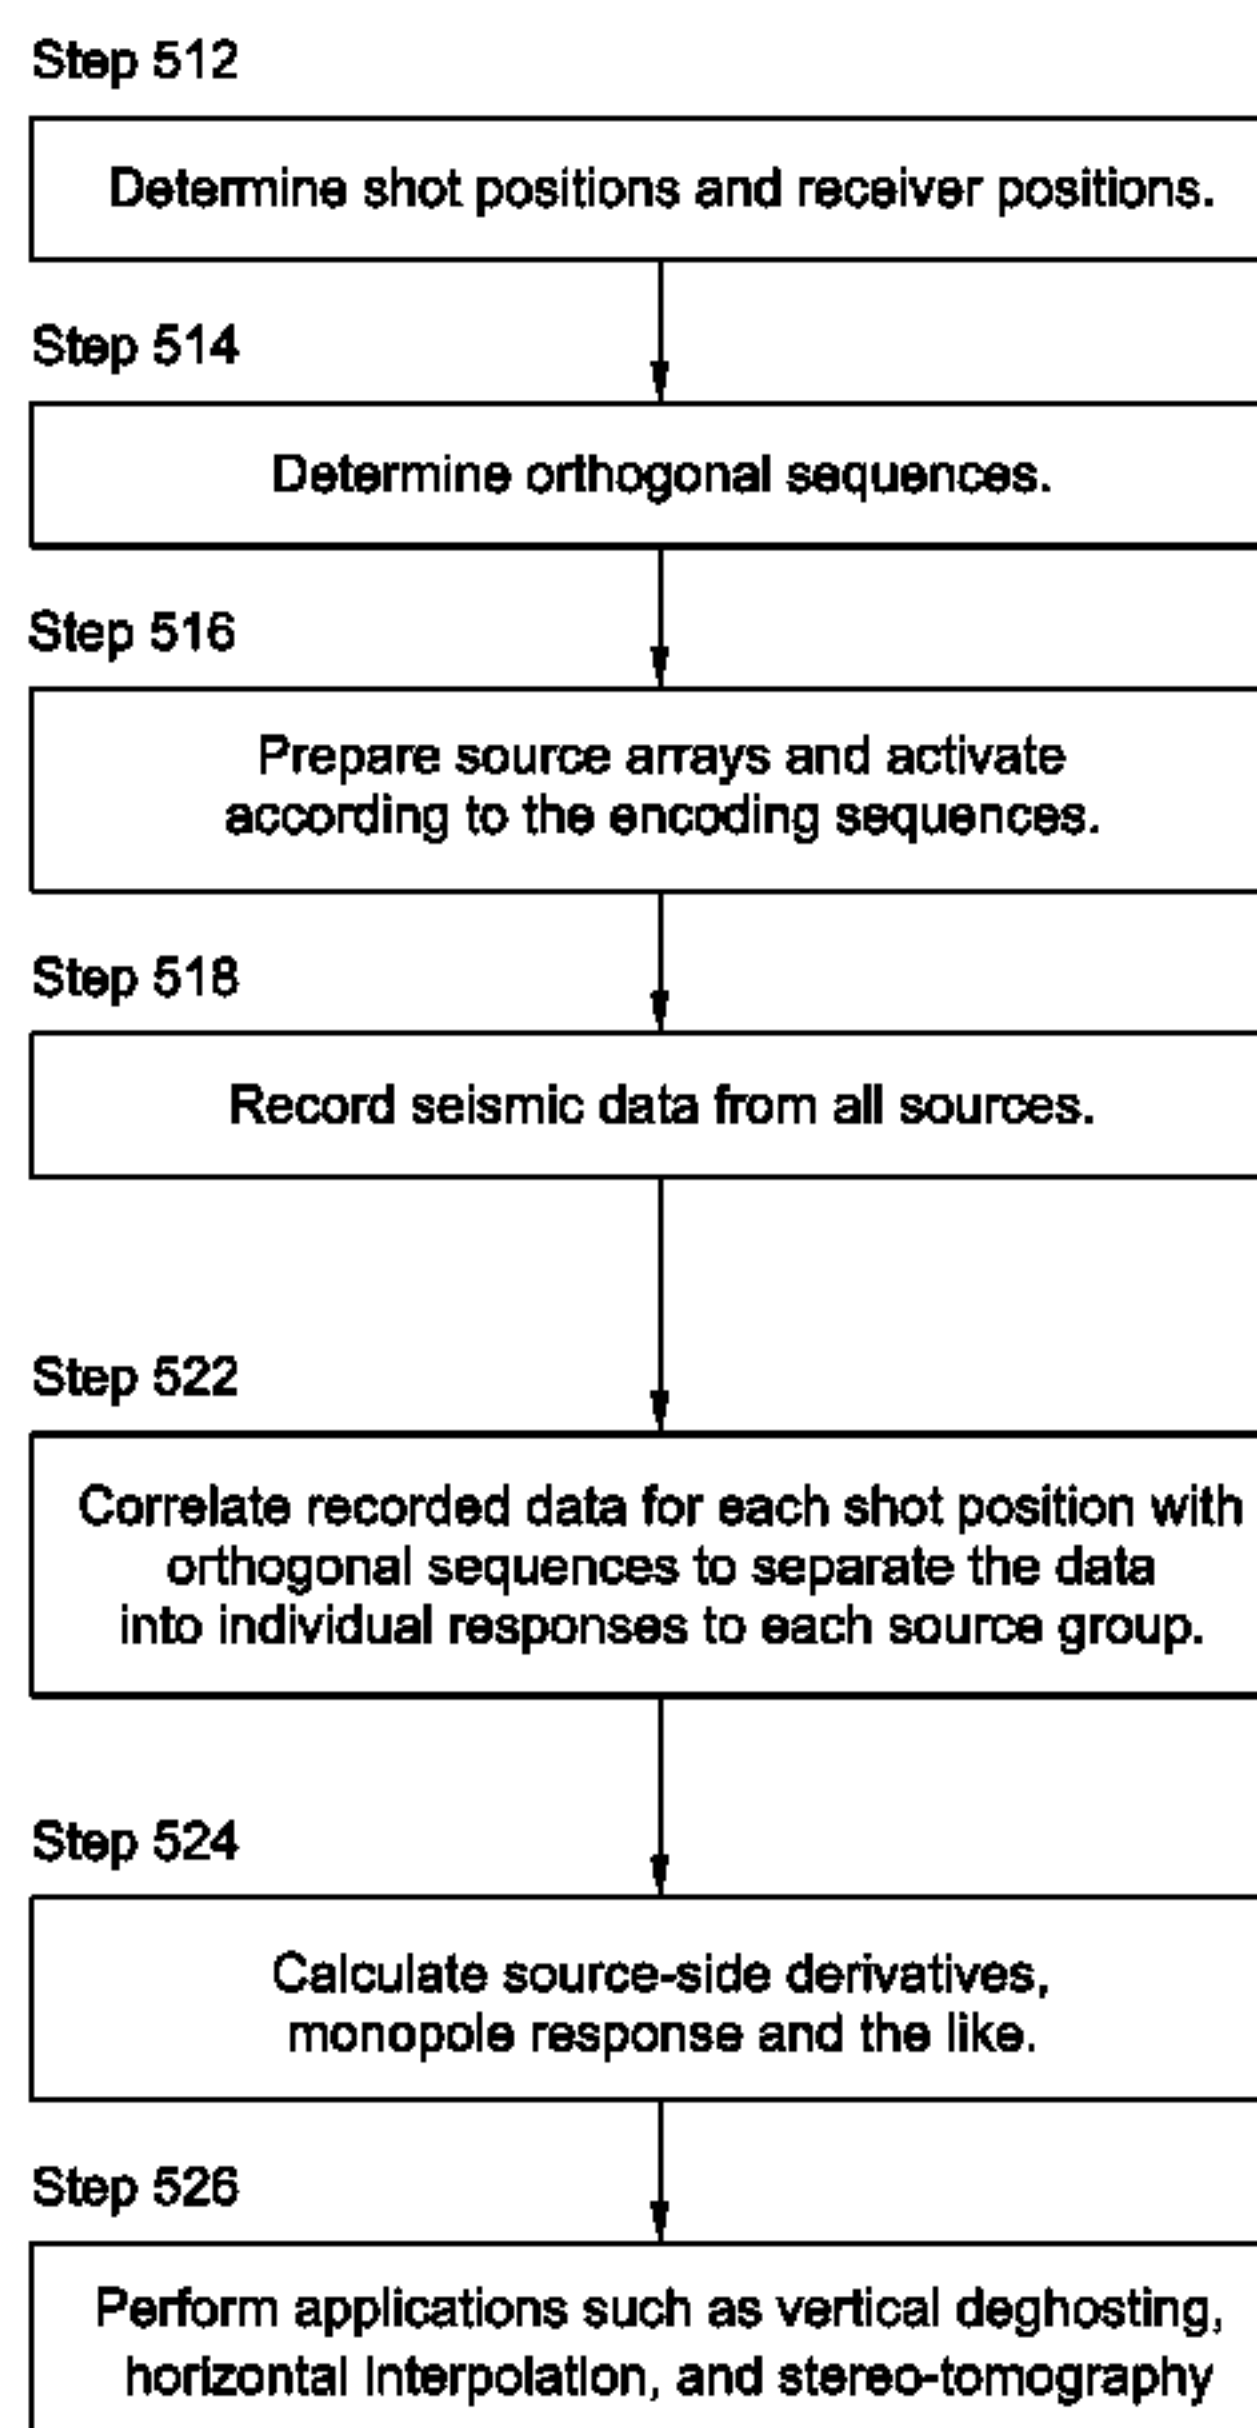 Step 512
Determine shot positions and receiver positions.
Step 514
Determine orthogonal sequences.
Step 516
Prepare source arrays and activate
according to the encoding sequences.
Step 518
Record seismic data from all sources.
Step 522
Correlate recorded data for each shot position with
orthogonal sequences to separate the data
into individual responses to each source group.
Step 524
Calculate source-side derivatives,
monopole response and the like.
Step 526
Perform applications such as vertical deghosting,
horizontal interpolation, and stereo-tomography